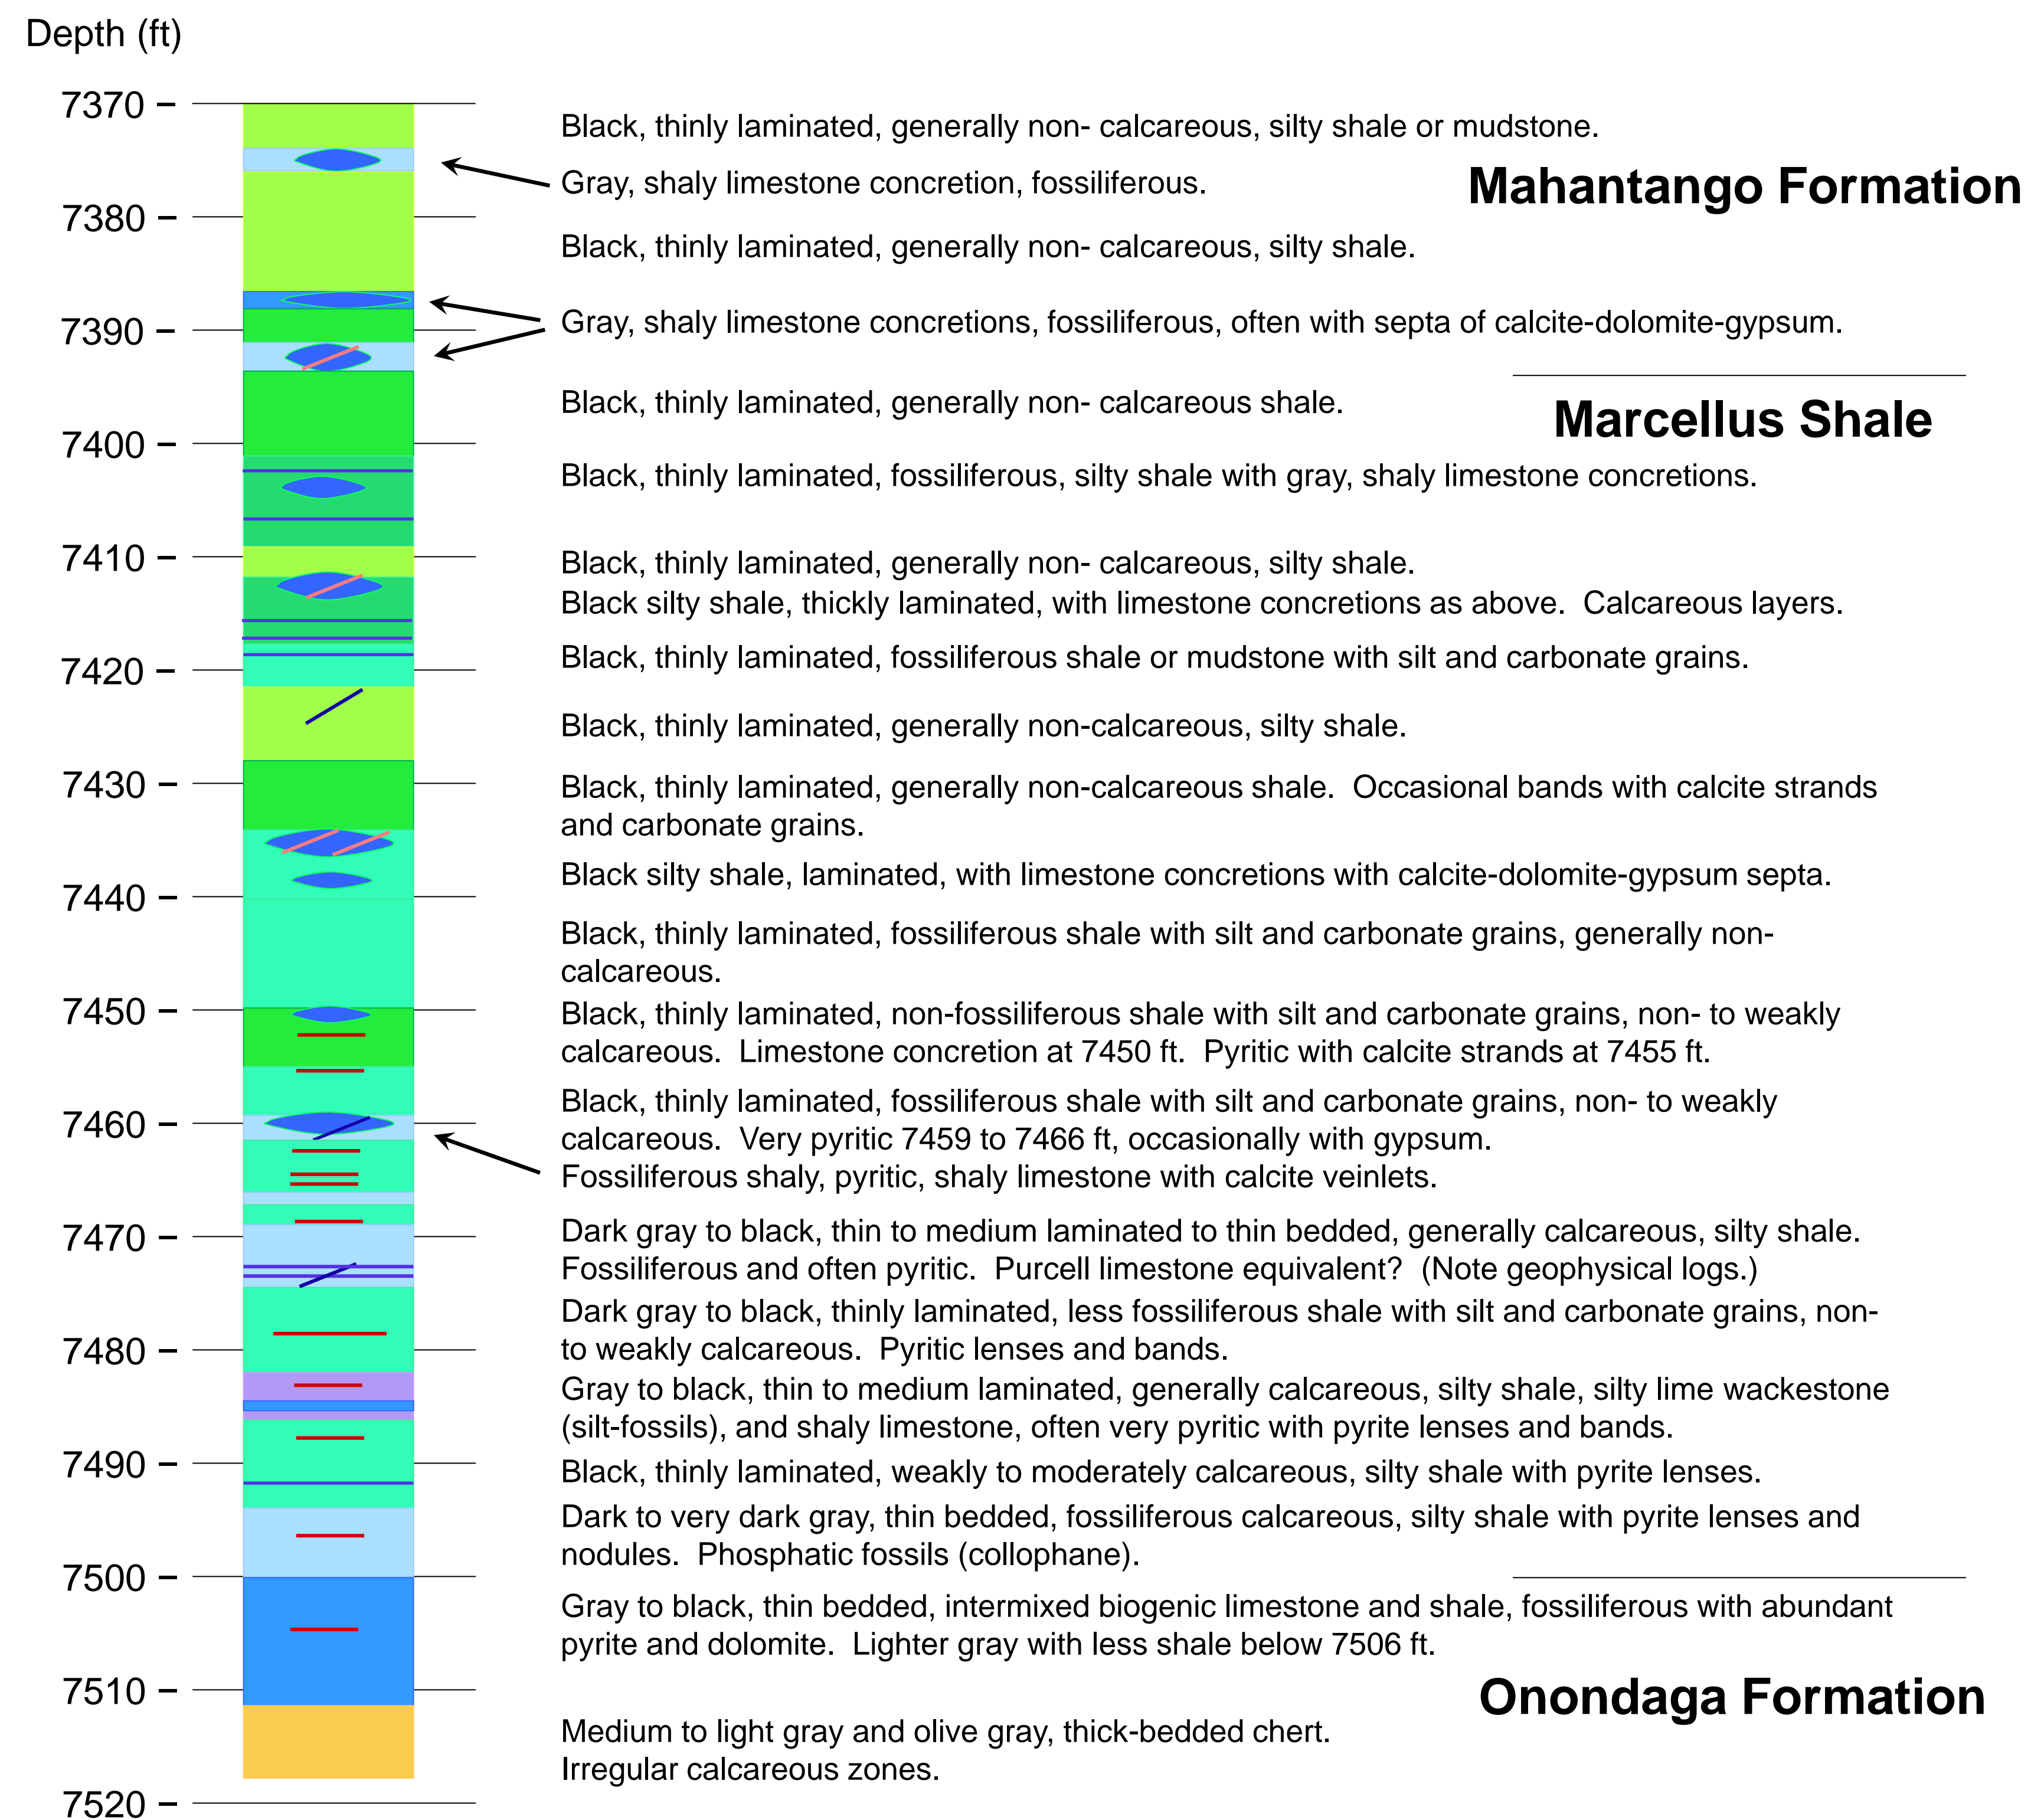 Depth (ft)
7370
Black, thinly laminated, generally non- calcareous, silty shale or mudstone.
Gray, shaly limestone concretion, fossiliferous.
Mahantango Formation
7380
Black, thinly laminated, generally non- calcareous, silty shale.
Gray, shaly limestone concretions, fossiliferous, often with septa of calcite-dolomite-gypsum.
7390
Black, thinly laminated, generally non- calcareous shale.
Marcellus Shale
7400
Black, thinly laminated, fossiliferous, silty shale with gray, shaly limestone concretions.
7410
Black, thinly laminated, generally non- calcareous, silty shale.
Black silty shale, thickly laminated, with limestone concretions as above.  Calcareous layers.
Black, thinly laminated, fossiliferous shale or mudstone with silt and carbonate grains.
7420
Black, thinly laminated, generally non-calcareous, silty shale.
7430
Black, thinly laminated, generally non-calcareous shale.  Occasional bands with calcite strands
and carbonate grains.
Black silty shale, laminated, with limestone concretions with calcite-dolomite-gypsum septa.
7440
Black, thinly laminated, fossiliferous shale with silt and carbonate grains, generally non-
calcareous.
7450
Black, thinly laminated, non-fossiliferous shale with silt and carbonate grains, non- to weakly
calcareous.  Limestone concretion at 7450 ft.  Pyritic with calcite strands at 7455 ft.
Black, thinly laminated, fossiliferous shale with silt and carbonate grains, non- to weakly
7460
calcareous.  Very pyritic 7459 to 7466 ft, occasionally with gypsum.
Fossiliferous shaly, pyritic, shaly limestone with calcite veinlets.
7470
Dark gray to black, thin to medium laminated to thin bedded, generally calcareous, silty shale.
Fossiliferous and often pyritic.  Purcell limestone equivalent?  (Note geophysical logs.)
Dark gray to black, thinly laminated, less fossiliferous shale with silt and carbonate grains, non-
7480
to weakly calcareous.  Pyritic lenses and bands.
Gray to black, thin to medium laminated, generally calcareous, silty shale, silty lime wackestone
(silt-fossils), and shaly limestone, often very pyritic with pyrite lenses and bands.
7490
Black, thinly laminated, weakly to moderately calcareous, silty shale with pyrite lenses.
Dark to very dark gray, thin bedded, fossiliferous calcareous, silty shale with pyrite lenses and
nodules.  Phosphatic fossils (collophane).
7500
Gray to black, thin bedded, intermixed biogenic limestone and shale, fossiliferous with abundant
pyrite and dolomite.  Lighter gray with less shale below 7506 ft.
7510
Onondaga Formation
Medium to light gray and olive gray, thick-bedded chert.
Irregular calcareous zones.
7520